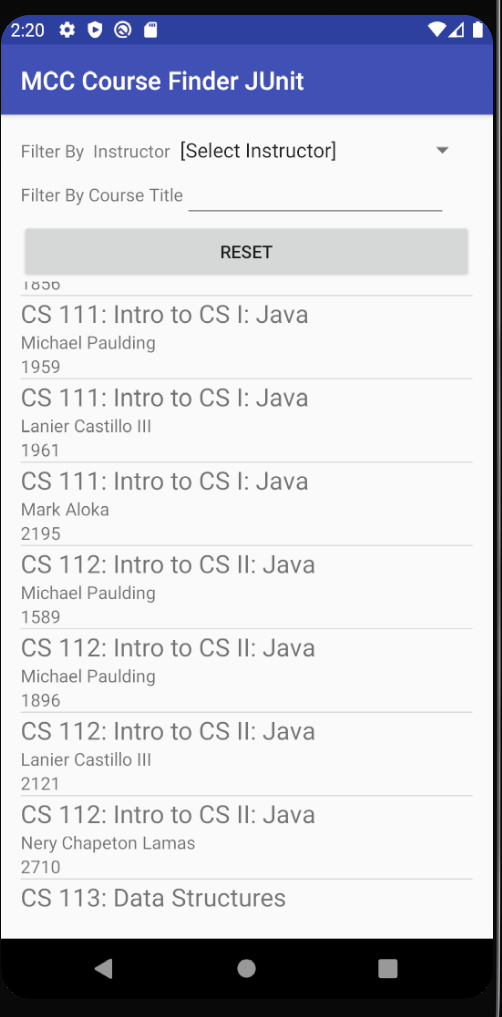 2:20
MCC Course Finder JUnit
Filter By Instructor [Select Instructor]
Filter By Course Title
RESET
1856
CS 111: Intro to CS I: Java
Michael Paulding
1959
CS 111: Intro to CS I: Java
Lanier Castillo III
1961
CS 111: Intro to CS I: Java
Mark Aloka
2195
CS 112: Intro to CS II: Java
Michael Paulding
1589
CS 112: Intro to CS II: Java
Michael Paulding
1896
CS 112: Intro to CS II: Java
Lanier Castillo III
2121
CS 112: Intro to CS II: Java
Nery Chapeton Lamas
2710
CS 113: Data Structures